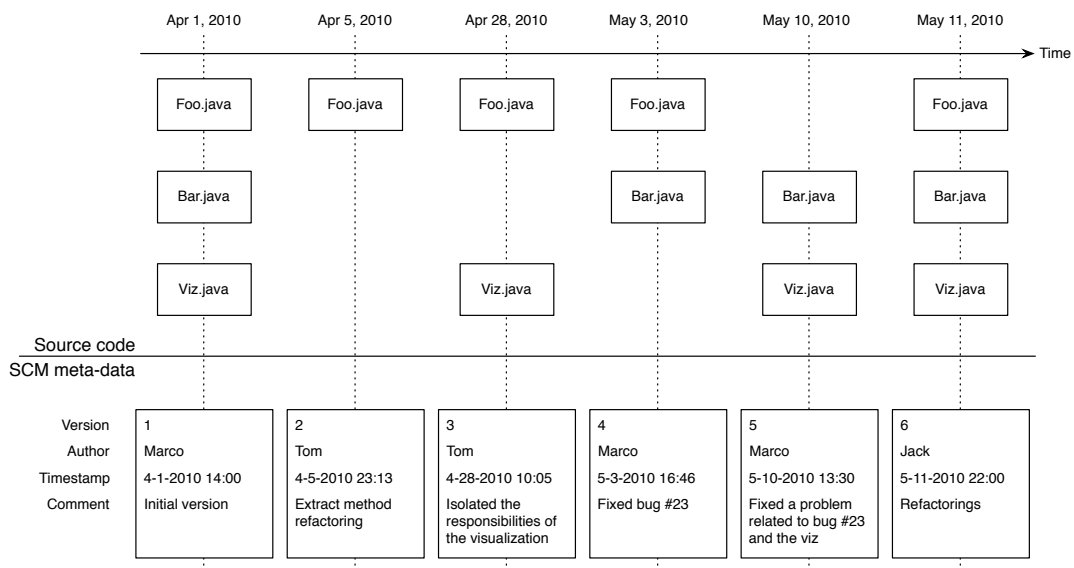 Apr 1, 2010 Apr 5, 2010 Apr 28, 2010 May 3, 2010 May 10, 2010 May 11, 2010
Time
Foo.java Foo.java Foo.java Foo.java Foo.java
Bar.java Bar.java Bar.java Bar.java
Viz.java Viz.java Viz.java Viz.java
Source code
SCM meta-data
Version 1 2 3 4 5 6
Author Marco Tom Tom Marco Marco Jack
Timestamp 4-1-2010 14:00 4-5-2010 23:13 4-28-2010 10:05 5-3-2010 16:46 5-10-2010 13:30 5-11-2010 22:00
Comment Initial version Extract method Isolated the Fixed bug #23 Fixed a problem Refactorings
refactoring responsibilities of related to bug #23
the visualization and the viz